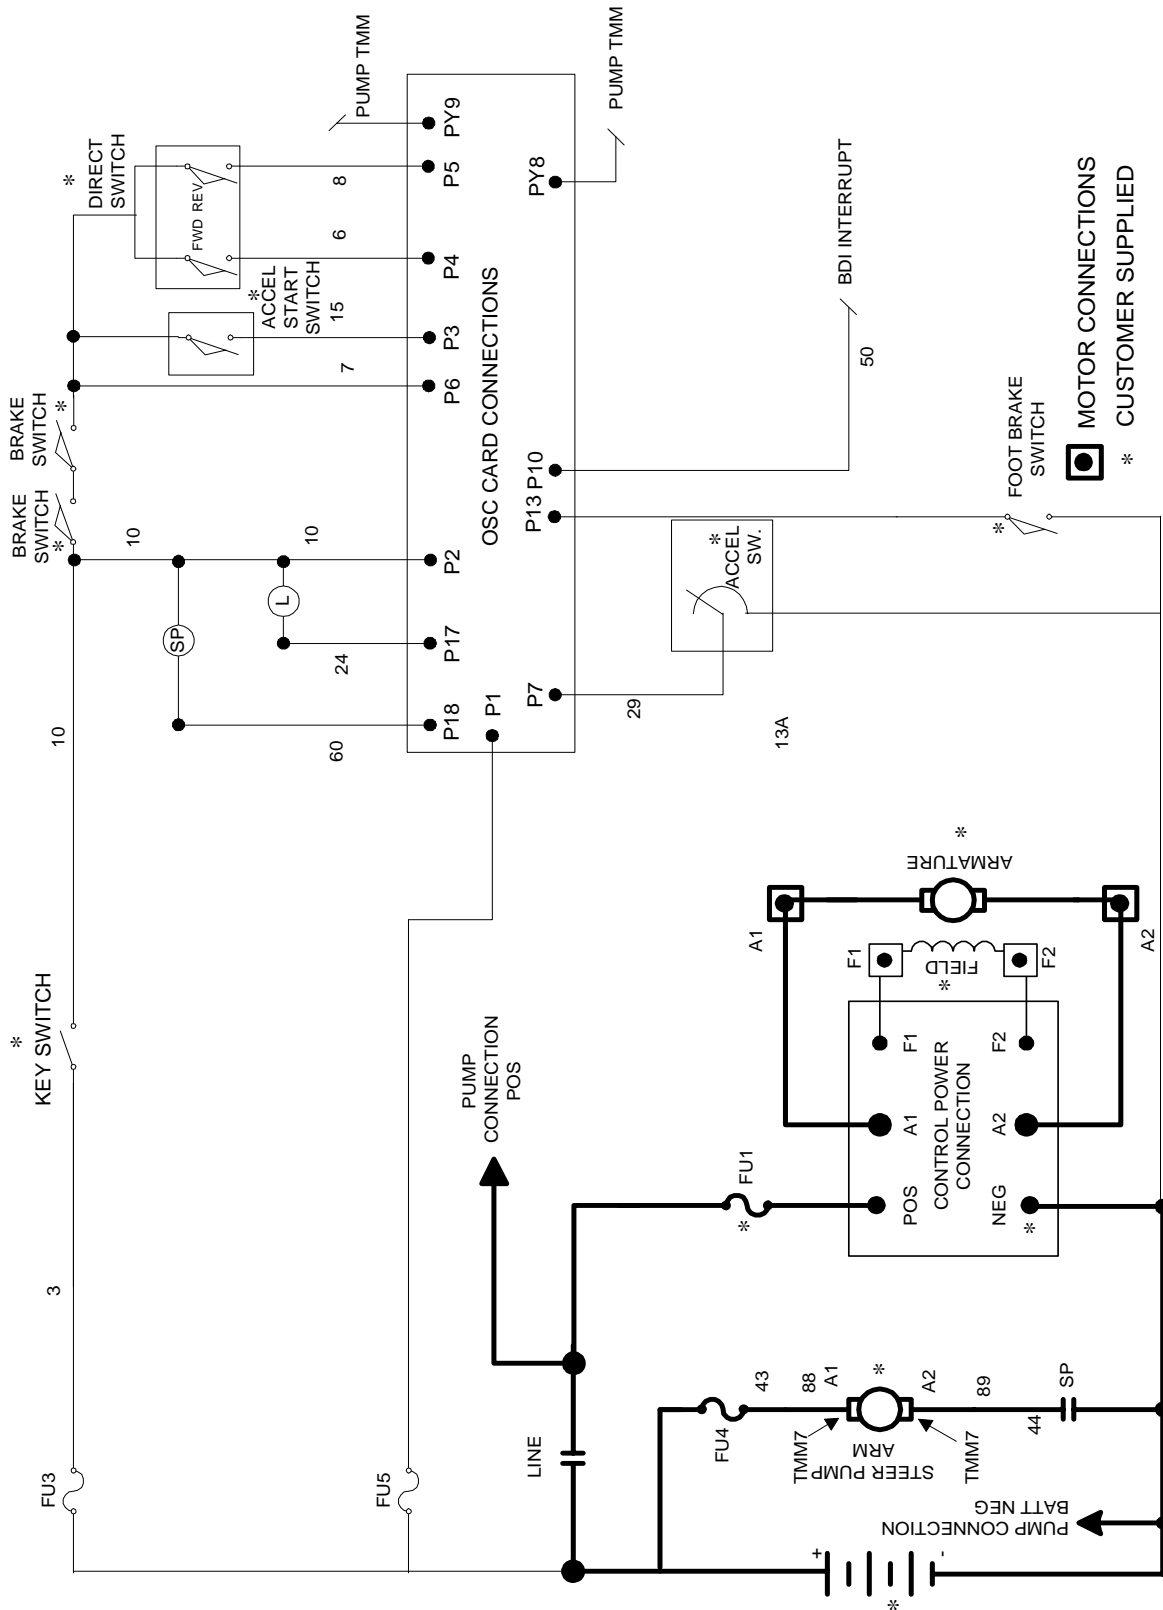 FU3
3
*
KEY SWITCH
10
BRAKE
SWITCH
*
BRAKE
SWITCH
*
10
10
SP
L
24
60
7
*
ACCEL
START
SWITCH
15
*
DIRECT
SWITCH
FWD REV
6
8
PUMP TMM
FU5
P18
P17
P2
P6
P3
P4
P5
PY9
P1
OSC CARD CONNECTIONS
P7
P13
P10
PY8
PUMP TMM
29
13A
*
ACCEL
SW.
50
BDI INTERRUPT
*
FOOT BRAKE
SWITCH
MOTOR CONNECTIONS
*
CUSTOMER SUPPLIED
LINE
PUMP
CONNECTION
POS
FU1
*
POS
A1
F1
CONTROL POWER
CONNECTION
NEG
*
A2
F2
F1
FIELD
*
F2
A1
ARMATURE
*
A2
FU4
43
88
A1
TMM7
*
STEER PUMP
ARM
TMM7
A2
89
44
SP
PUMP CONNECTION
BATT NEG
+
-
*